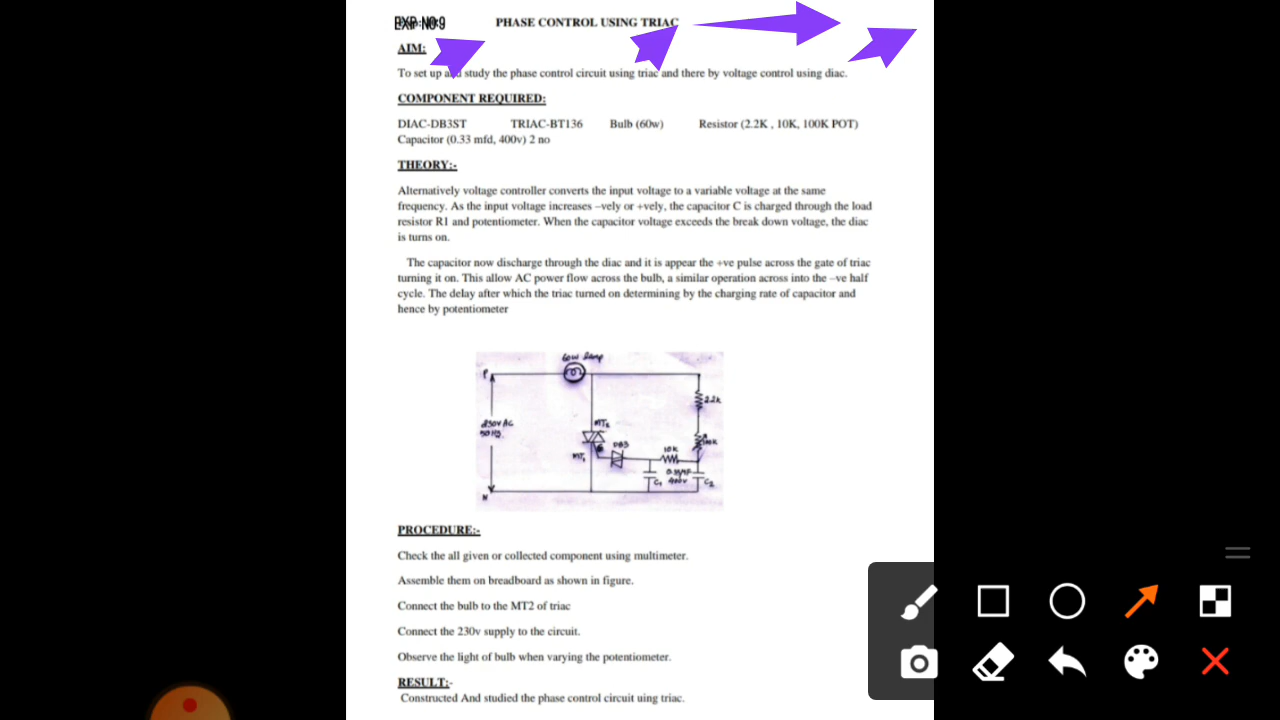 EXP NO:9
PHASE CONTROL USING TRIAC
AIM:
To set up and study the phase control circuit using triac and there by voltage control using diac.
COMPONENT REQUIRED:
DIAC-DB3ST TRIAC-BT136 Bulb (60w) Resistor (2.2K , 10K, 100K POT)
Capacitor (0.33 mfd, 400v) 2 no
THEORY:-
Alternatively voltage controller converts the input voltage to a variable voltage at the same
frequency. As the input voltage increases –vely or +vely, the capacitor C is charged through the load
resistor R1 and potentiometer. When the capacitor voltage exceeds the break down voltage, the diac
is turns on.
The capacitor now discharge through the diac and it is appear the +ve pulse across the gate of triac
turning it on. This allow AC power flow across the bulb, a similar operation across into the –ve half
cycle. The delay after which the triac turned on determining by the charging rate of capacitor and
hence by potentiometer
60W Lamp
P
2.2K
230V AC
50 Hz.
MT2
DB3
MT1
10K
400V
C1
C2
N
PROCEDURE:-
Check the all given or collected component using multimeter.
Assemble them on breadboard as shown in figure.
Connect the bulb to the MT2 of triac
Connect the 230v supply to the circuit.
Observe the light of bulb when varying the potentiometer.
RESULT:-
Constructed And studied the phase control circuit uing triac.